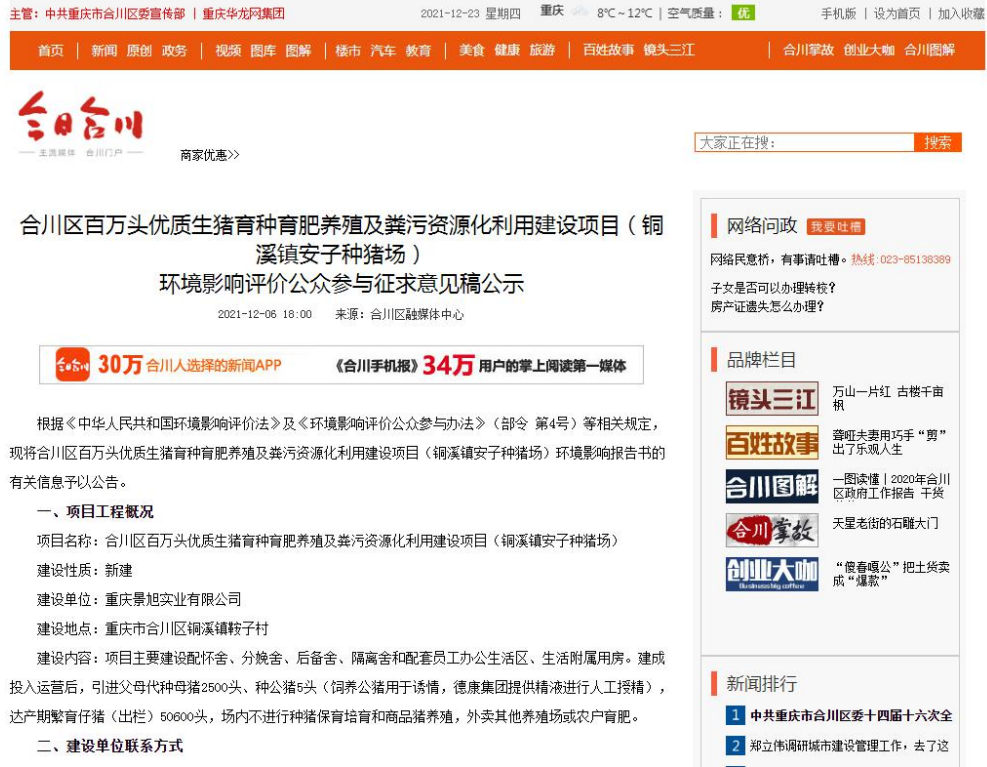 主管：中共重庆市合川区委宣传部 | 重庆华龙网集团
2021-12-23 星期四 重庆 8℃~12℃ | 空气质量： 优
手机版 | 设为首页 | 加入收藏
首页 | 新闻 原创 政务 | 视频 图库 图解 | 楼市 汽车 教育 | 美食 健康 旅游 | 百姓故事 镜头三江 | 合川掌故 创业大咖 合川图解
今日合川
主流媒体 合川门户
商家优惠>>
大家正在搜： 搜索
合川区百万头优质生猪育种育肥养殖及粪污资源化利用建设项目（铜
溪镇安子种猪场）
环境影响评价公众参与征求意见稿公示
2021-12-06 18:00 来源：合川区融媒体中心
今日合川 30万合川人选择的新闻APP 《合川手机报》34万用户的掌上阅读第一媒体
根据《中华人民共和国环境影响评价法》及《环境影响评价公众参与办法》（部令 第4号）等相关规定，
现将合川区百万头优质生猪育种育肥养殖及粪污资源化利用建设项目（铜溪镇安子种猪场）环境影响报告书的
有关信息予以公告。
一、项目工程概况
项目名称：合川区百万头优质生猪育种育肥养殖及粪污资源化利用建设项目（铜溪镇安子种猪场）
建设性质：新建
建设单位：重庆景旭实业有限公司
建设地点：重庆市合川区铜溪镇鞍子村
建设内容：项目主要建设配怀舍、分娩舍、后备舍、隔离舍和配套员工办公生活区、生活附属用房。建成
投入运营后，引进父母代种母猪2500头、种公猪5头（饲养公猪用于诱情，德康集团提供精液进行人工授精），
达产期繁育仔猪（出栏）50600头，场内不进行种猪保育培育和商品猪养殖，外卖其他养殖场或农户育肥。
二、建设单位联系方式
网络问政 我要吐槽
网络民意桥，有事请吐槽。热线:023-85138389
子女是否可以办理转校？
房产证遗失怎么办理？
品牌栏目
镜头三江
万山一片红 古楼千亩
枫
百姓故事
聋哑夫妻用巧手“剪”
出了乐观人生
合川图解
一图读懂 | 2020年合川
区政府工作报告 干货
合川掌故
天星老街的石雕大门
创业大咖
Business big coffee
“傻春嘎公”把土货卖
成“爆款”
新闻排行
1 中共重庆市合川区委十四届十六次全
2 郑立伟调研城市建设管理工作，去了这